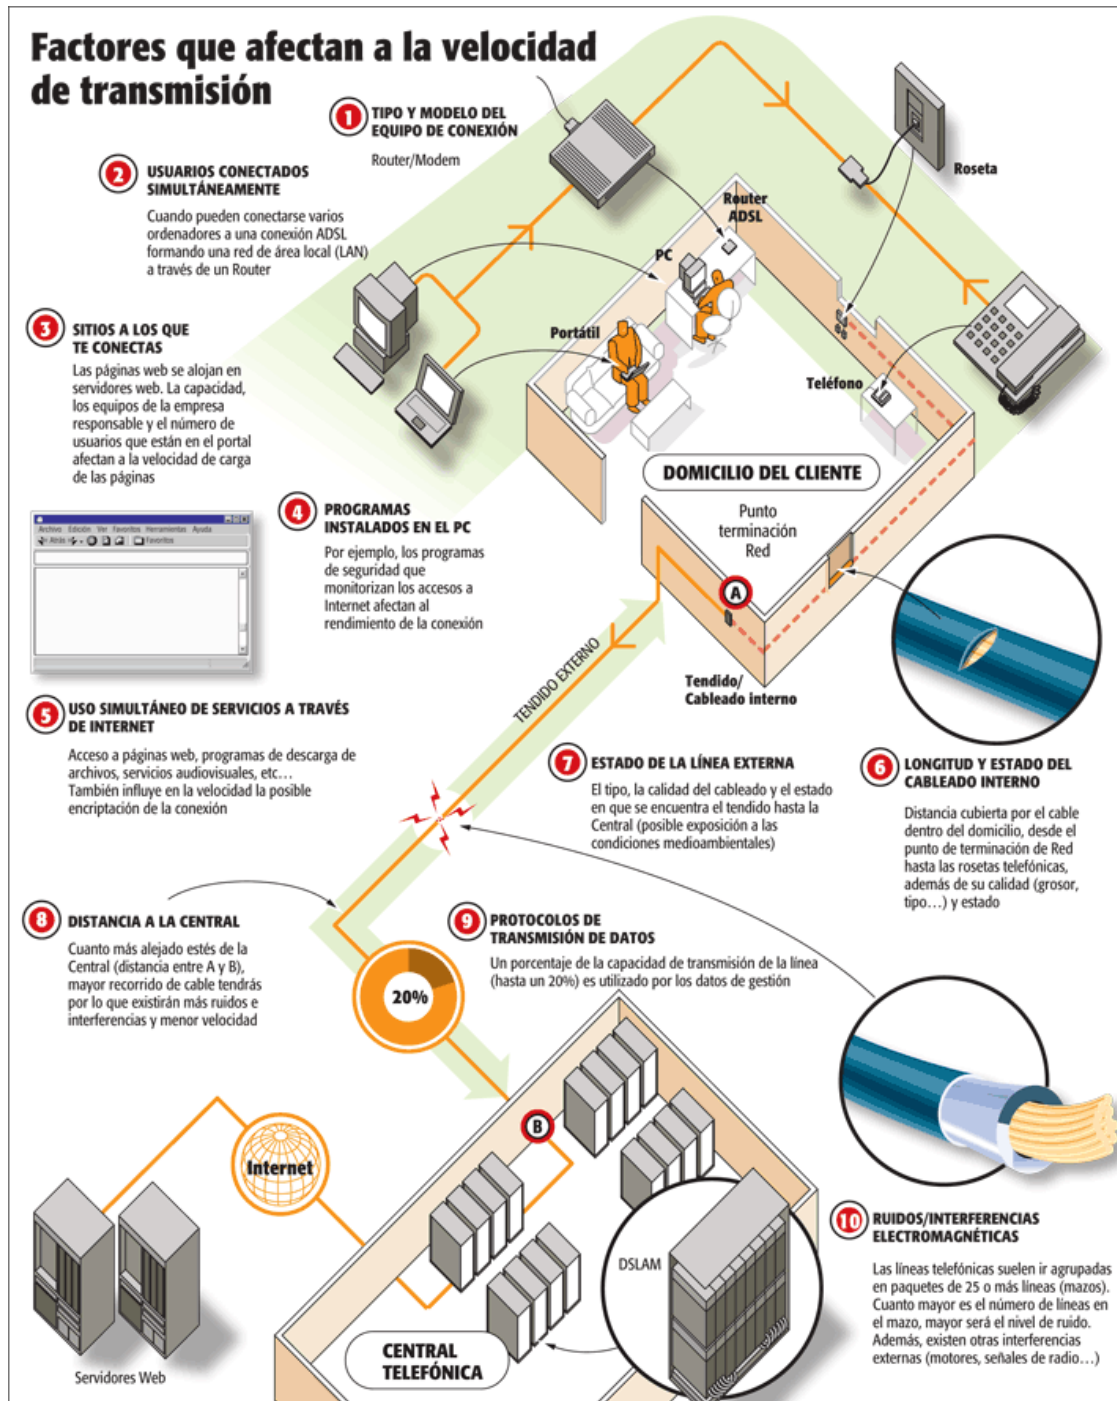 Factores que afectan a la velocidad
de transmisión
1
TIPO Y MODELO DEL
EQUIPO DE CONEXIÓN
Router/Modem
2
USUARIOS CONECTADOS
SIMULTÁNEAMENTE
Cuando pueden conectarse varios
ordenadores a una conexión ADSL
formando una red de área local (LAN)
a través de un Router
3
SITIOS A LOS QUE
TE CONECTAS
Las páginas web se alojan en
servidores web. La capacidad,
los equipos de la empresa
responsable y el número de
usuarios que están en el portal
afectan a la velocidad de carga
de las páginas
Roseta
Router
ADSL
PC
Portátil
Teléfono
DOMICILIO DEL CLIENTE
Punto
terminación
Red
A
Tendido/
Cableado interno
TENDIDO EXTERNO
4
PROGRAMAS
INSTALADOS EN EL PC
Por ejemplo, los programas
de seguridad que
monitorizan los accesos a
Internet afectan al
rendimiento de la conexión
Archivo Edición Ver Favoritos Herramientas Ayuda
Atrás Favoritos
5
USO SIMULTÁNEO DE SERVICIOS A TRAVÉS
DE INTERNET
Acceso a páginas web, programas de descarga de
archivos, servicios audiovisuales, etc...
También influye en la velocidad la posible
encriptación de la conexión
7
ESTADO DE LA LÍNEA EXTERNA
El tipo, la calidad del cableado y el estado
en que se encuentra el tendido hasta la
Central (posible exposición a las
condiciones medioambientales)
6
LONGITUD Y ESTADO DEL
CABLEADO INTERNO
Distancia cubierta por el cable
dentro del domicilio, desde el
punto de terminación de Red
hasta las rosetas telefónicas,
además de su calidad (grosor,
tipo...) y estado
8
DISTANCIA A LA CENTRAL
Cuanto más alejado estés de la
Central (distancia entre A y B),
mayor recorrido de cable tendrás
por lo que existirán más ruidos e
interferencias y menor velocidad
9
PROTOCOLOS DE
TRANSMISIÓN DE DATOS
Un porcentaje de la capacidad de transmisión de la línea
(hasta un 20%) es utilizado por los datos de gestión
20%
B
Internet
Servidores Web
DSLAM
CENTRAL
TELEFÓNICA
10
RUIDOS/INTERFERENCIAS
ELECTROMAGNÉTICAS
Las líneas telefónicas suelen ir agrupadas
en paquetes de 25 o más líneas (mazos).
Cuanto mayor es el número de líneas en
el mazo, mayor será el nivel de ruido.
Además, existen otras interferencias
externas (motores, señales de radio...)